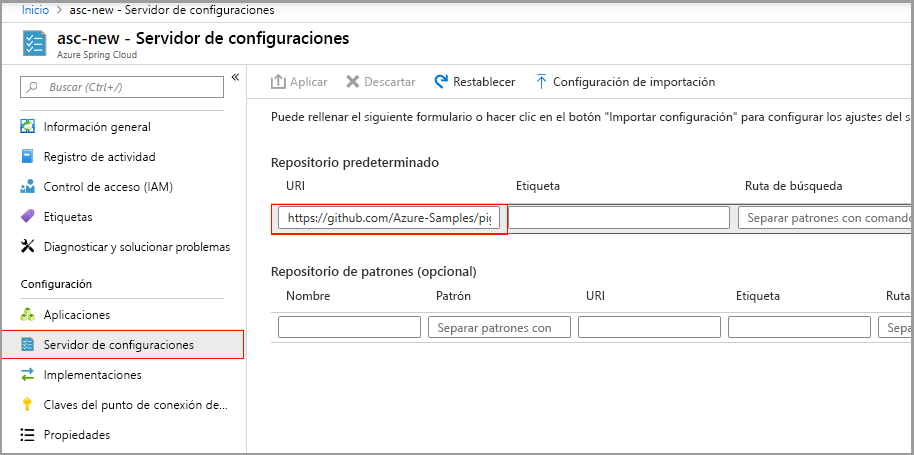 Inicio > asc-new - Servidor de configuraciones
asc-new - Servidor de configuraciones
Azure Spring Cloud
Buscar (Ctrl+/)
«
Información general
Registro de actividad
Control de acceso (IAM)
Etiquetas
Diagnosticar y solucionar problemas
Configuración
Aplicaciones
Servidor de configuraciones
Implementaciones
Claves del punto de conexión de...
Propiedades
Aplicar Descartar Restablecer Configuración de importación
Puede rellenar el siguiente formulario o hacer clic en el botón "Importar configuración" para configurar los ajustes del s
Repositorio predeterminado
URI Etiqueta Ruta de búsqueda
https://github.com/Azure-Samples/pig Separar patrones con comando
Repositorio de patrones (opcional)
Nombre Patrón URI Etiqueta Ruta
Separar patrones con Sepa